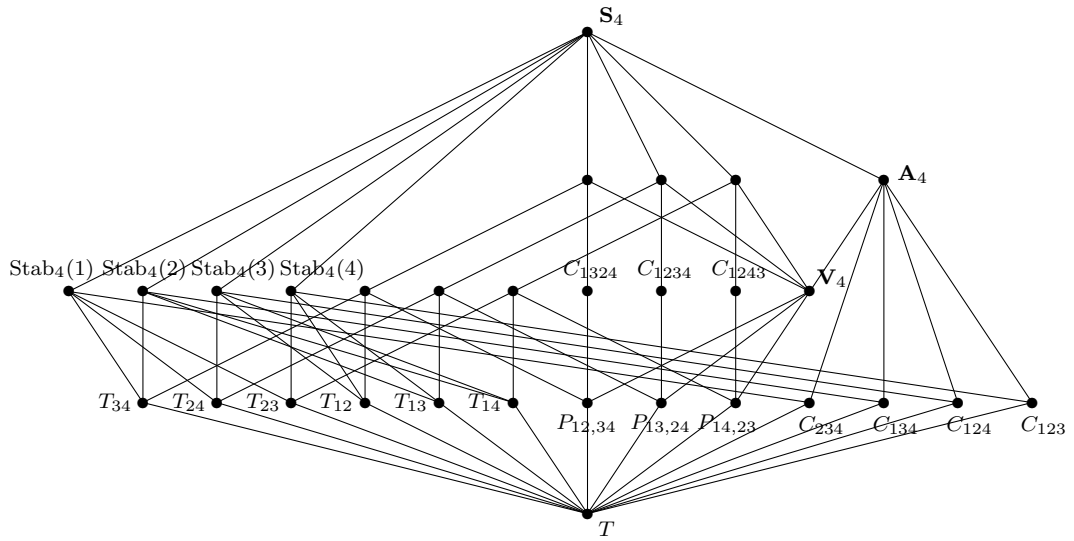 S₄
A₄
Stab₄(1) Stab₄(2) Stab₄(3) Stab₄(4) C₁₃₂₄ C₁₂₃₄ C₁₂₄₃ V₄
T₃₄ T₂₄ T₂₃ T₁₂ T₁₃ T₁₄
P₁₂,₃₄ P₁₃,₂₄ P₁₄,₂₃ C₂₃₄ C₁₃₄ C₁₂₄ C₁₂₃
T